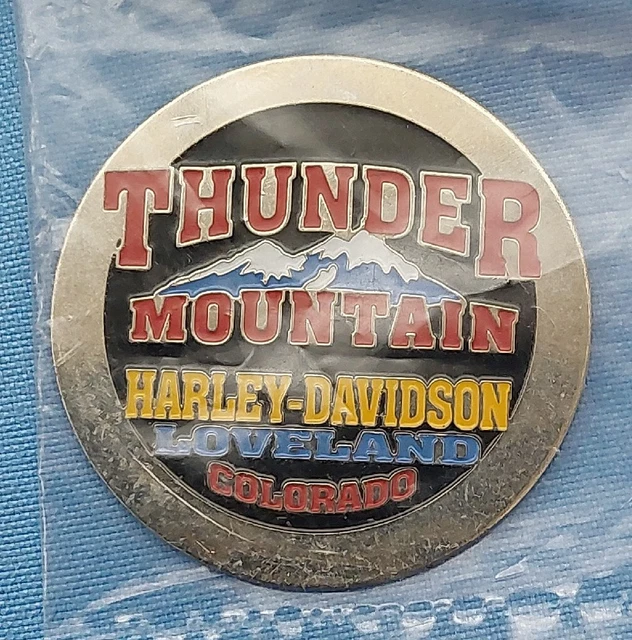 THUNDER
MOUNTAIN
HARLEY-DAVIDSON
LOVELAND
COLORADO